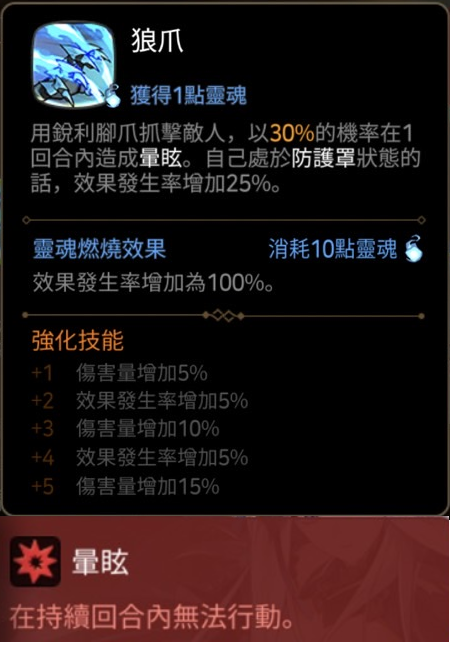 狼爪
獲得1點靈魂
用銳利腳爪抓擊敵人，以30%的機率在1
回合內造成暈眩。自己處於防護罩狀態的
話，效果發生率增加25%。
靈魂燃燒效果 消耗10點靈魂
效果發生率增加為100%。
強化技能
+1 傷害量增加5%
+2 效果發生率增加5%
+3 傷害量增加10%
+4 效果發生率增加5%
+5 傷害量增加15%
暈眩
在持續回合內無法行動。